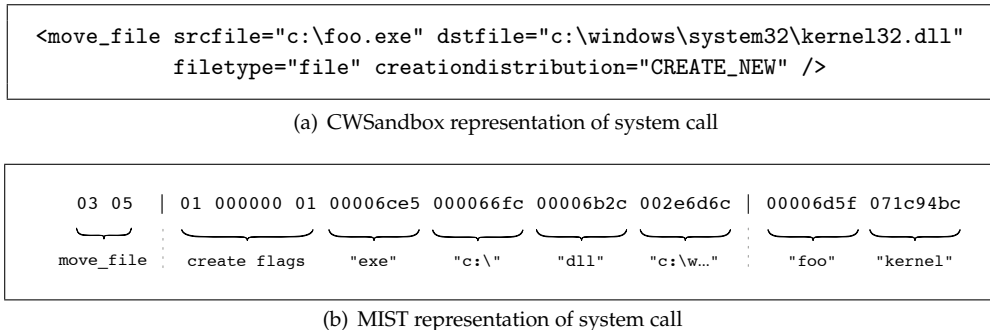 <move_file srcfile="c:\foo.exe" dstfile="c:\windows\system32\kernel32.dll"
filetype="file" creationdistribution="CREATE_NEW" />
(a) CWSandbox representation of system call
03 05 | 01 000000 01 00006ce5 000066fc 00006b2c 002e6d6c | 00006d5f 071c94bc
move_file create flags "exe" "c:\" "dll" "c:\w..." "foo" "kernel"
(b) MIST representation of system call